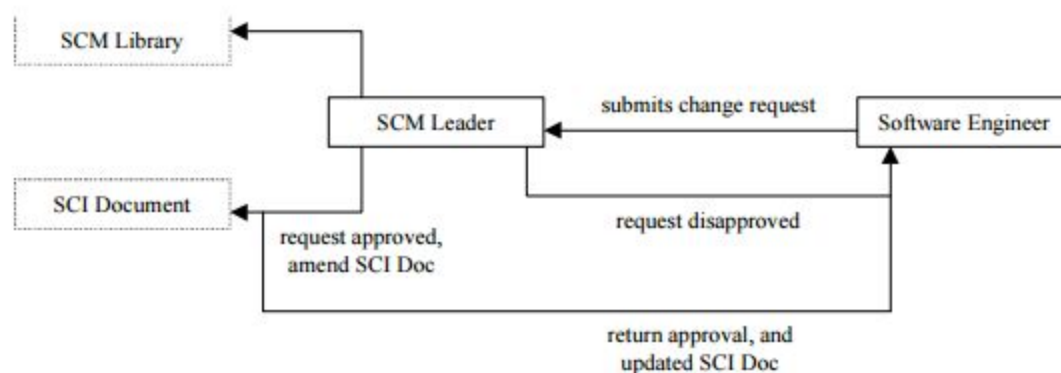 SCM Library
submits change request
SCM Leader
Software Engineer
SCI Document
request disapproved
request approved,
amend SCI Doc
return approval, and
updated SCI Doc